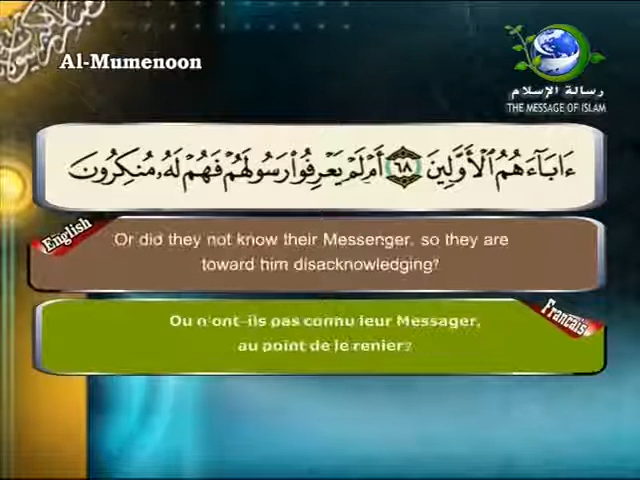 Al-Mumenoon
رسالة الإسلام
THE MESSAGE OF ISLAM
ءَابَآءَهُمُ ٱلْأَوَّلِينَ ٦٨ أَمْ لَمْ يَعْرِفُوا۟ رَسُولَهُمْ فَهُمْ لَهُۥ مُنكِرُونَ
English
Or did they not know their Messenger, so they are
toward him disacknowledging?
Francais
Ou n'ont-ils pas connu leur Messager,
au point de le renier?